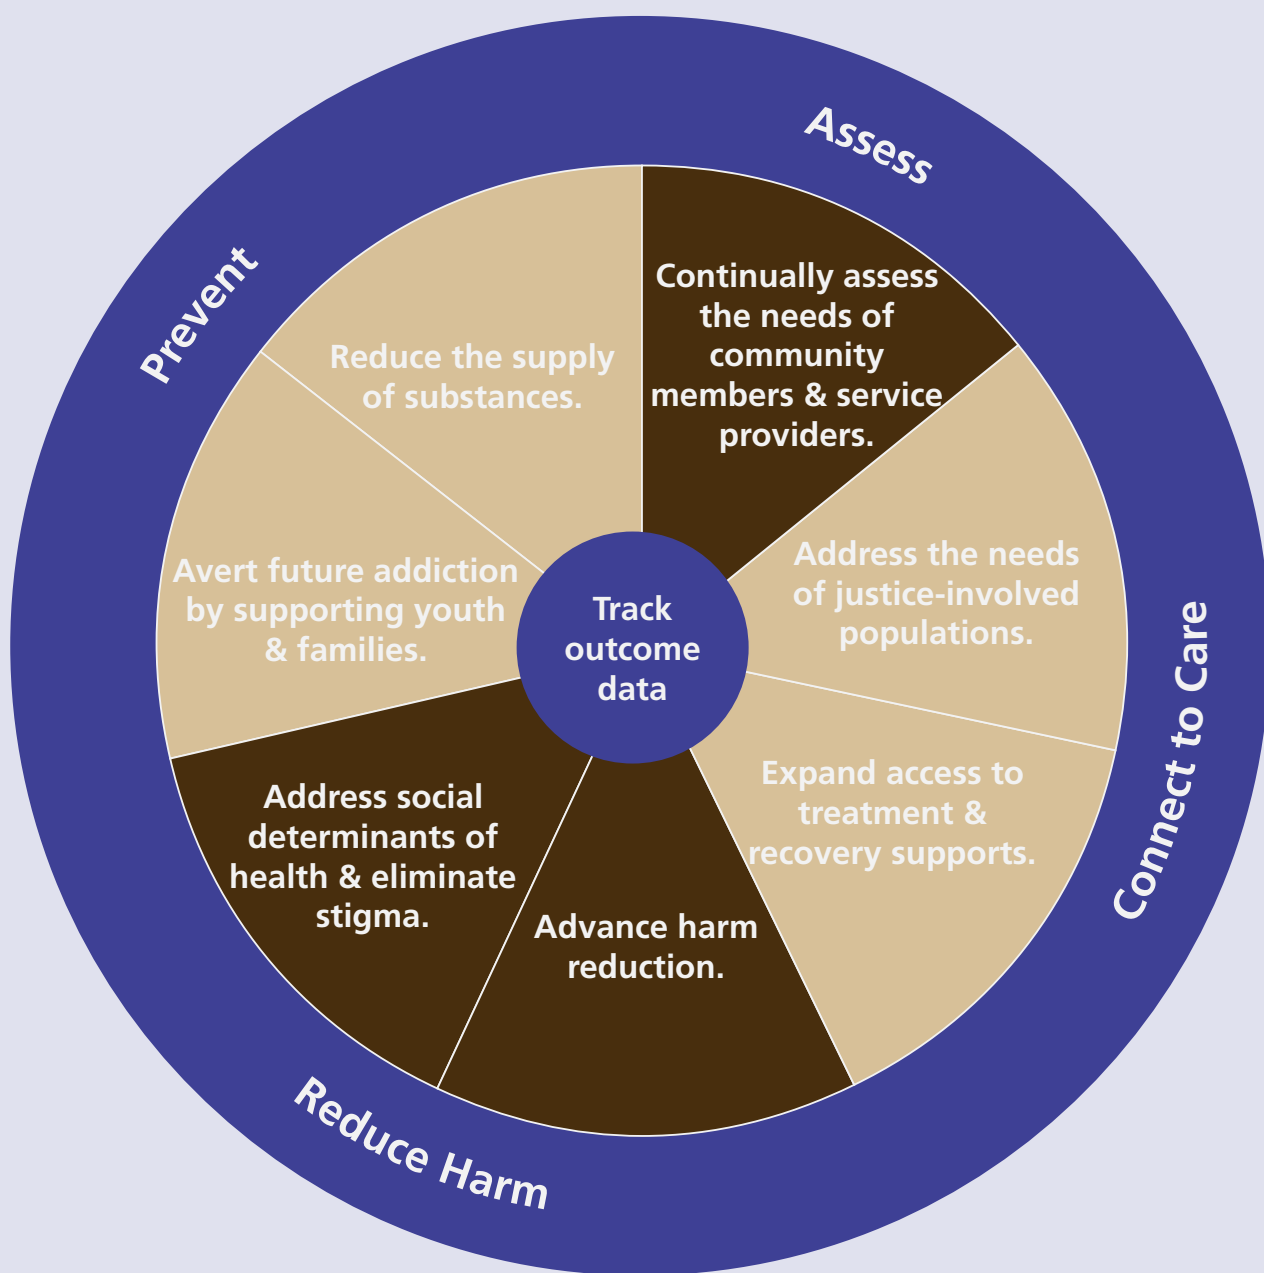 Assess
Continually assess
the needs of
community
members & service
providers.
Connect to Care
Address the needs
of justice-involved
populations.
Expand access to
treatment &
recovery supports.
Reduce Harm
Advance harm
reduction.
Address social
determinants of
health & eliminate
stigma.
Prevent
Avert future addiction
by supporting youth
& families.
Reduce the supply
of substances.
Track
outcome
data